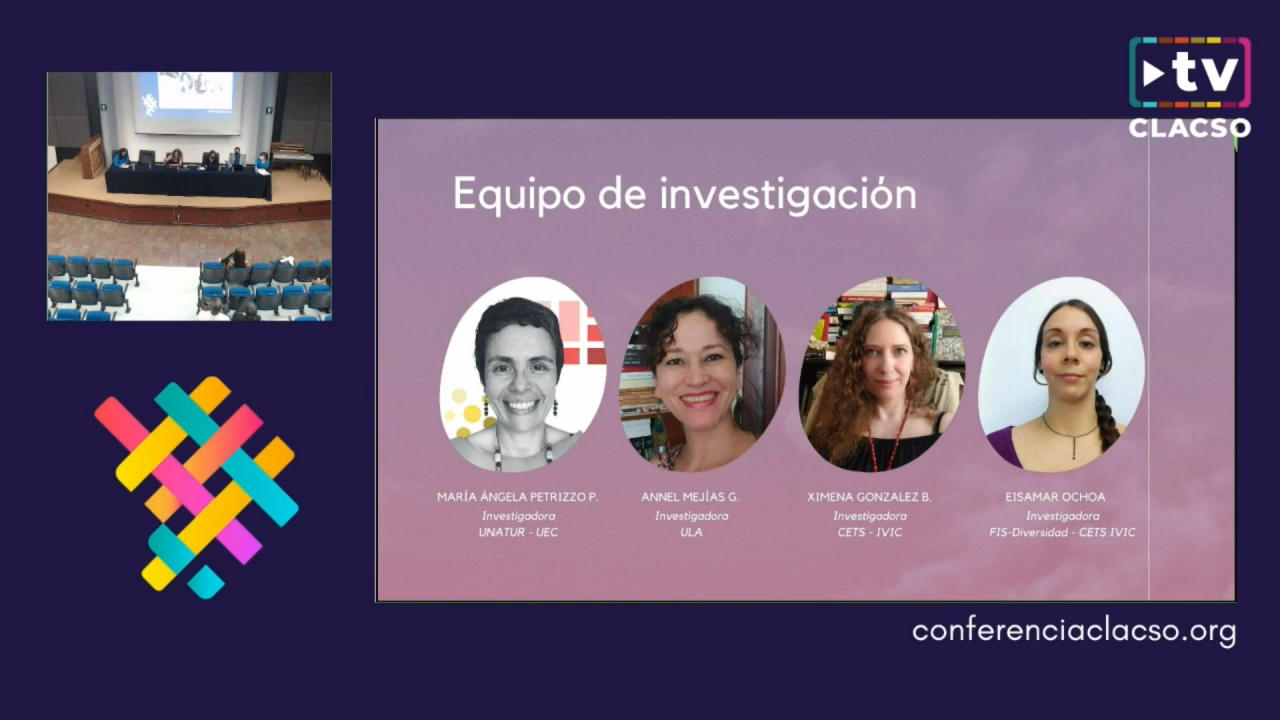 tv
CLACSO
Equipo de investigación
MARÍA ÁNGELA PETRIZZO P.
Investigadora
UNATUR - UEC
ANNEL MEJÍAS G.
Investigadora
ULA
XIMENA GONZALEZ B.
Investigadora
CETS - IVIC
EISAMAR OCHOA
Investigadora
FIS-Diversidad - CETS IVIC
conferenciaclacso.org